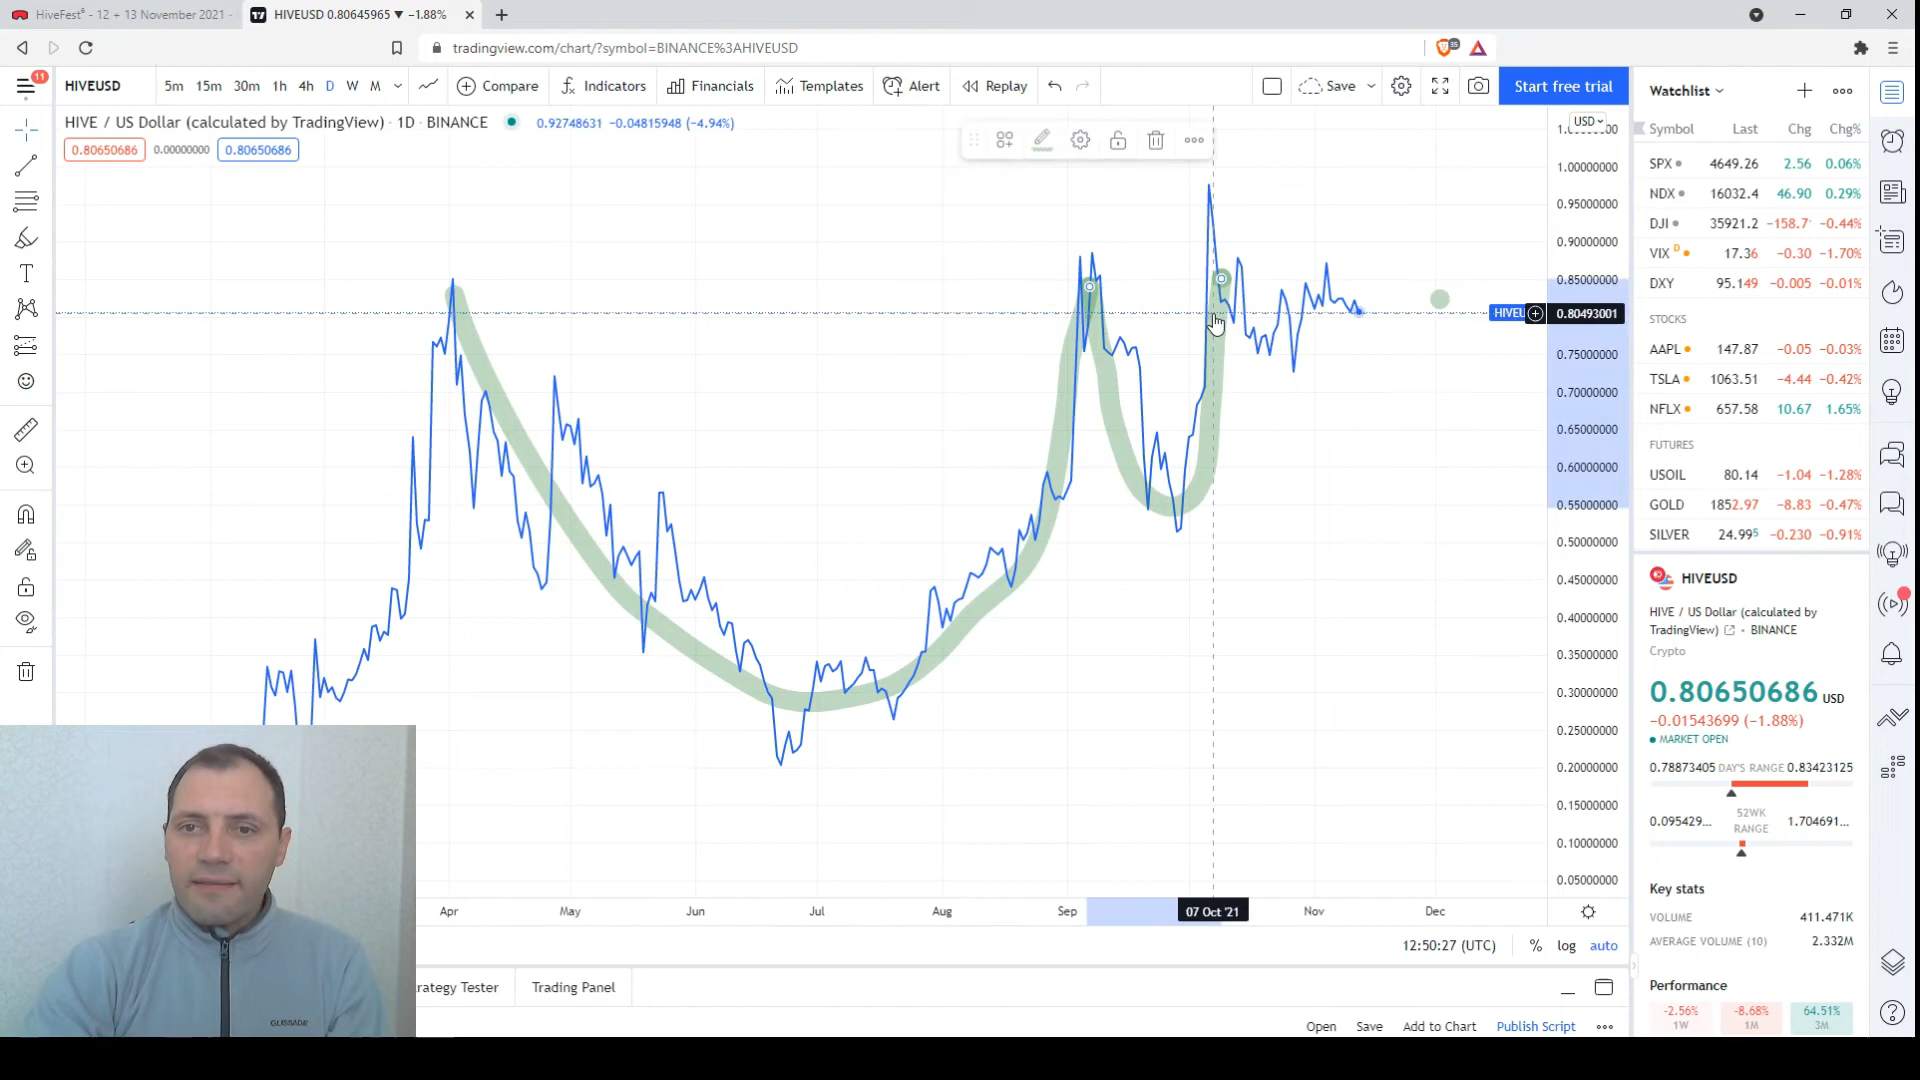 HiveFest⁶ - 12 + 13 November 2021 -
HIVEUSD 0.80645965 ▼ −1.88%
tradingview.com/chart/?symbol=BINANCE%3AHIVEUSD
35
11
HIVEUSD 5m 15m 30m 1h 4h D W M Compare Indicators Financials Templates Alert Replay Save Start free trial
HIVE / US Dollar (calculated by TradingView) · 1D · BINANCE 0.92748631 −0.04815948 (−4.94%)
0.80650686 0.00000000 0.80650686
USD
1.00000000
0.95000000
0.90000000
0.85000000
HIVEU 0.80493001
0.75000000
0.70000000
0.65000000
0.60000000
0.55000000
0.50000000
0.45000000
0.40000000
0.35000000
0.30000000
0.25000000
0.20000000
0.15000000
0.10000000
0.05000000
Apr May Jun Jul Aug Sep 07 Oct '21 Nov Dec
12:50:27 (UTC) % log auto
rategy Tester Trading Panel
Open Save Add to Chart Publish Script
Watchlist
Symbol Last Chg Chg%
SPX 4649.26 2.56 0.06%
NDX 16032.4 46.90 0.29%
DJI 35921.2 −158.7 −0.44%
VIX D 17.36 −0.30 −1.70%
DXY 95.149 −0.005 −0.01%
STOCKS
AAPL 147.87 −0.05 −0.03%
TSLA 1063.51 −4.44 −0.42%
NFLX 657.58 10.67 1.65%
FUTURES
USOIL 80.14 −1.04 −1.28%
GOLD 1852.97 −8.83 −0.47%
SILVER 24.995 −0.230 −0.91%
HIVEUSD
HIVE / US Dollar (calculated by
TradingView) · BINANCE
Crypto
0.80650686 USD
−0.01543699 (−1.88%)
MARKET OPEN
0.78873405 DAY'S RANGE 0.83423125
0.095429... 52WK RANGE 1.704691...
Key stats
VOLUME 411.471K
AVERAGE VOLUME (10) 2.332M
Performance
-2.56% -8.68% 64.51%
1W 1M 3M